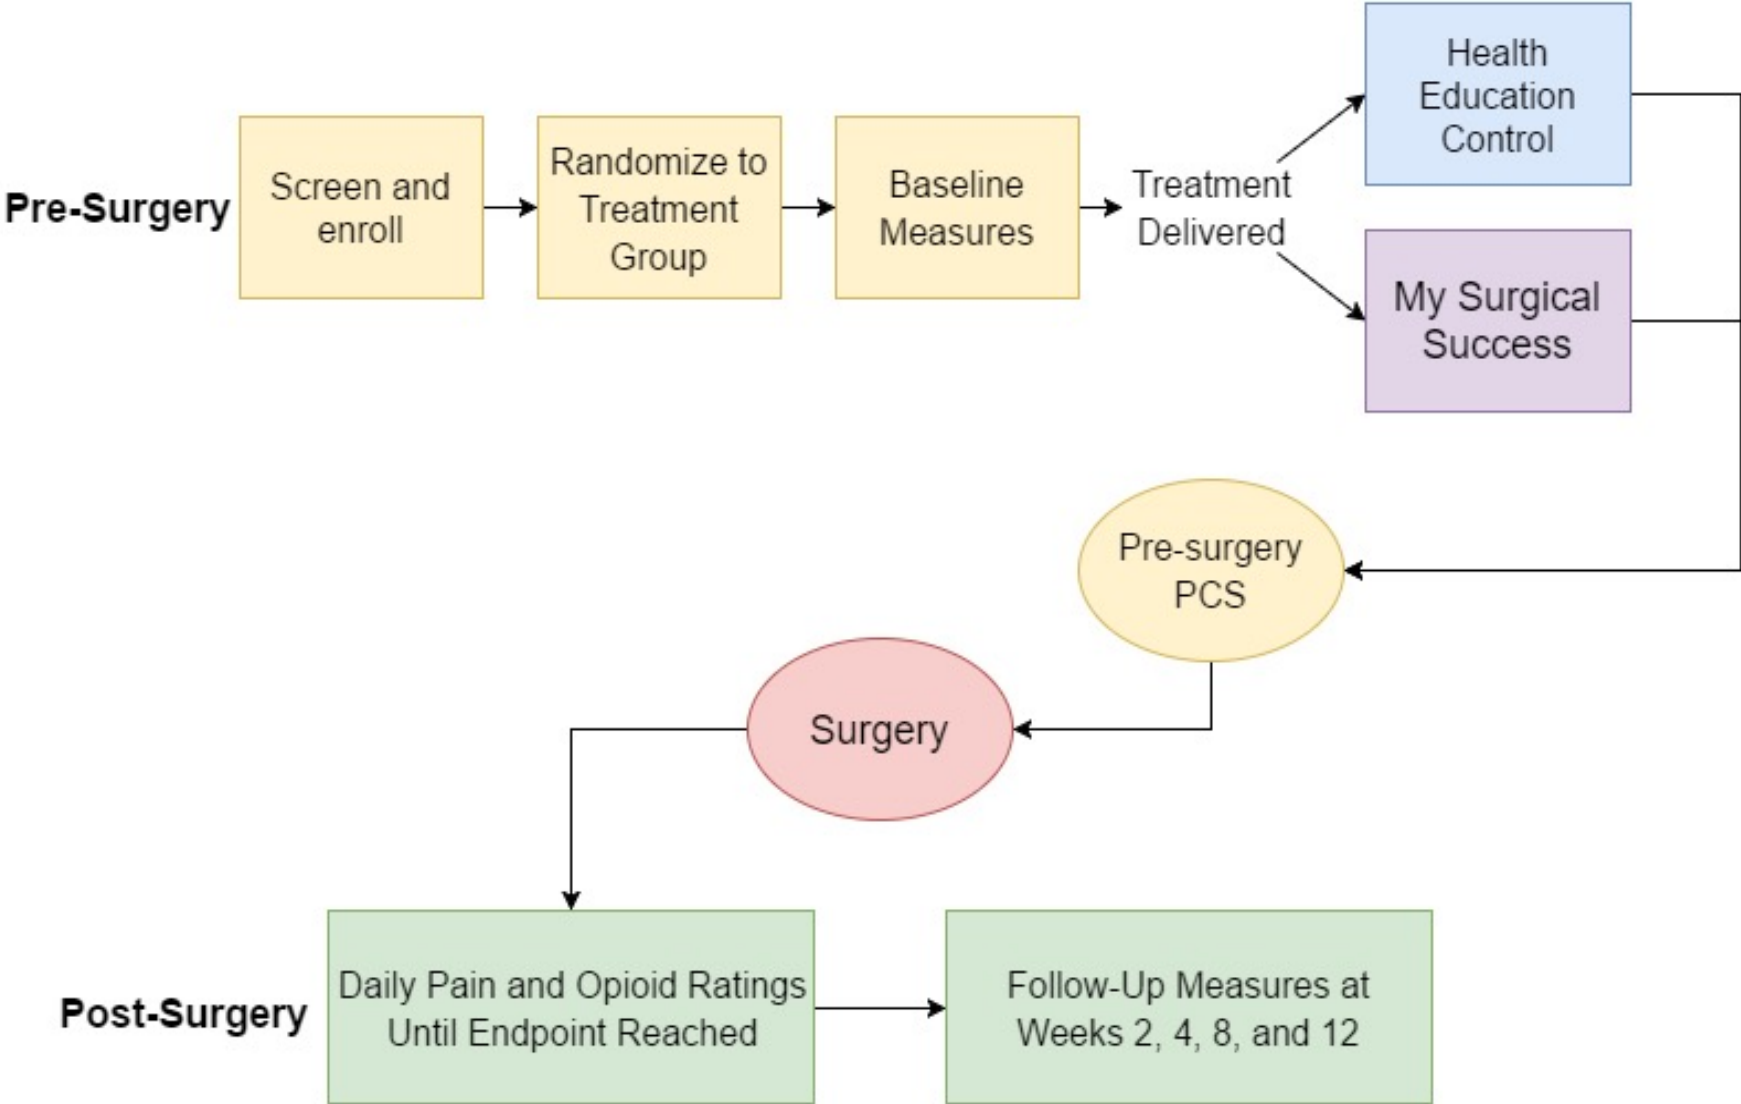 Pre-Surgery
Screen and
enroll
Randomize to
Treatment
Group
Baseline
Measures
Treatment
Delivered
Health
Education
Control
My Surgical
Success
Pre-surgery
PCS
Surgery
Post-Surgery
Daily Pain and Opioid Ratings
Until Endpoint Reached
Follow-Up Measures at
Weeks 2, 4, 8, and 12